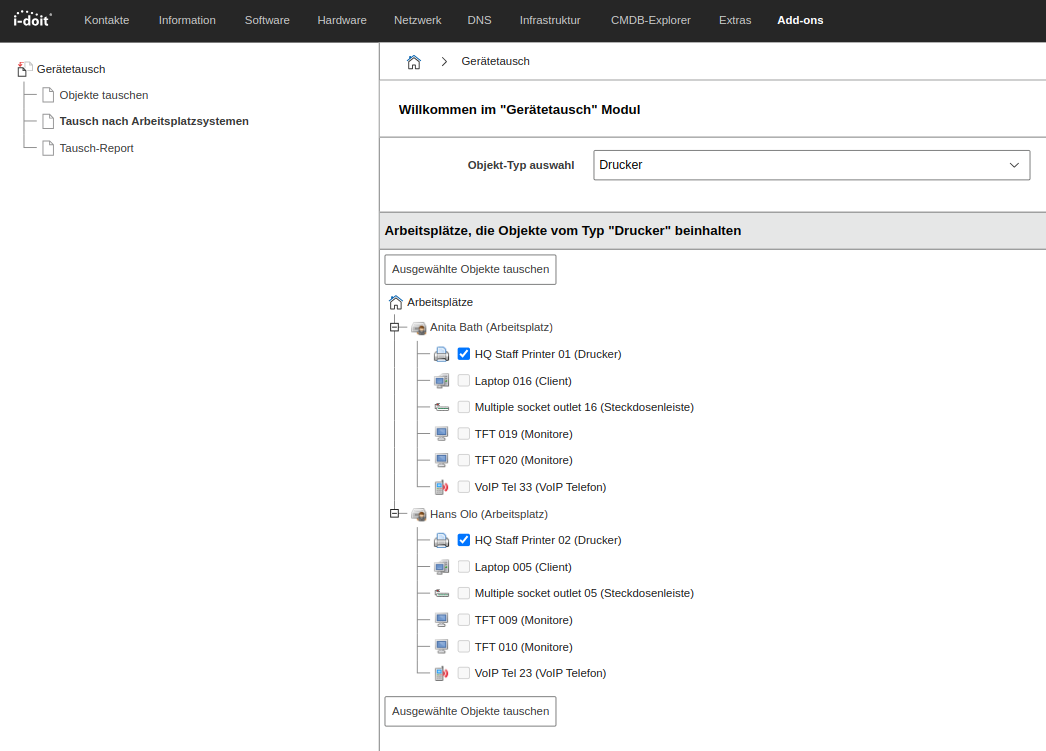 i-doit Kontakte Information Software Hardware Netzwerk DNS Infrastruktur CMDB-Explorer Extras Add-ons
Gerätetausch
Objekte tauschen
Tausch nach Arbeitsplatzsystemen
Tausch-Report
Gerätetausch
Willkommen im "Gerätetausch" Modul
Objekt-Typ auswahl Drucker
Arbeitsplätze, die Objekte vom Typ "Drucker" beinhalten
Ausgewählte Objekte tauschen
Arbeitsplätze
Anita Bath (Arbeitsplatz)
HQ Staff Printer 01 (Drucker)
Laptop 016 (Client)
Multiple socket outlet 16 (Steckdosenleiste)
TFT 019 (Monitore)
TFT 020 (Monitore)
VoIP Tel 33 (VoIP Telefon)
Hans Olo (Arbeitsplatz)
HQ Staff Printer 02 (Drucker)
Laptop 005 (Client)
Multiple socket outlet 05 (Steckdosenleiste)
TFT 009 (Monitore)
TFT 010 (Monitore)
VoIP Tel 23 (VoIP Telefon)
Ausgewählte Objekte tauschen